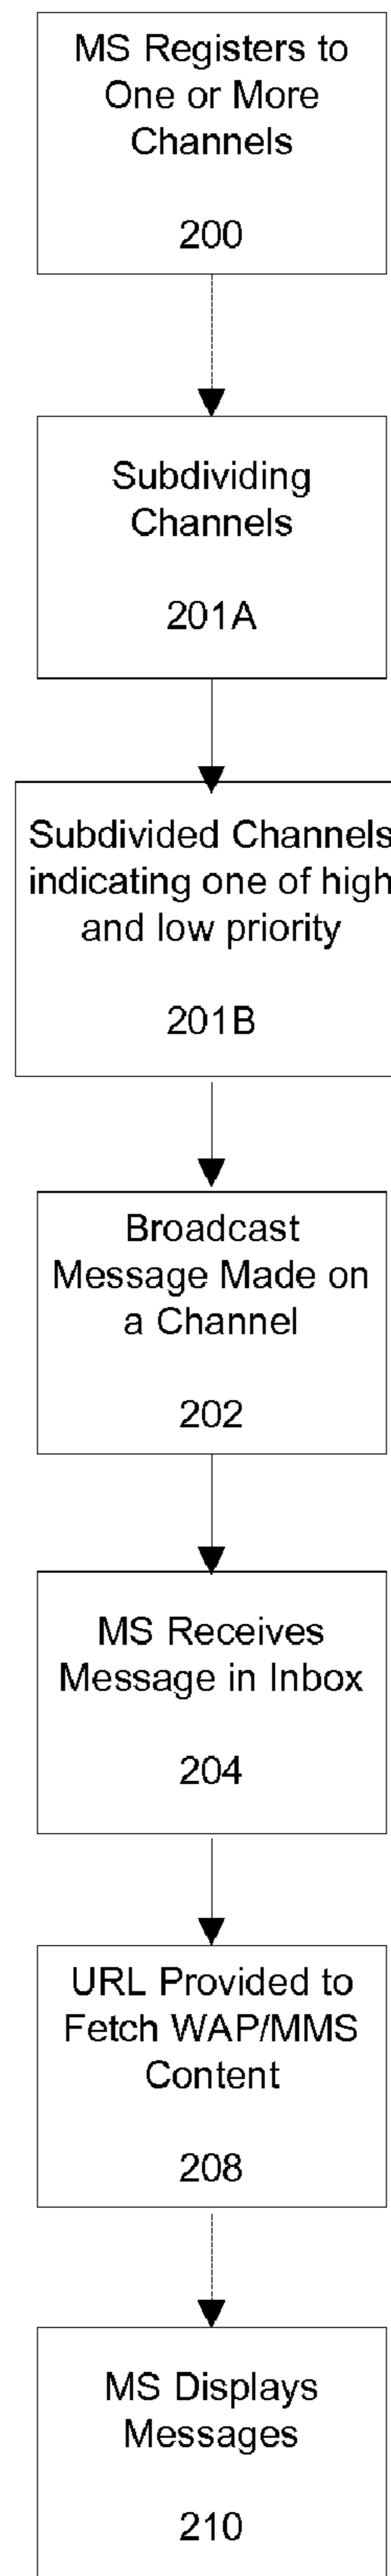 MS Registers to
One or More
Channels
200
Subdividing
Channels
201A
Subdivided Channels
indicating one of high
and low priority
201B
Broadcast
Message Made on
a Channel
202
MS Receives
Message in Inbox
204
URL Provided to
Fetch WAP/MMS
Content
208
MS Displays
Messages
210